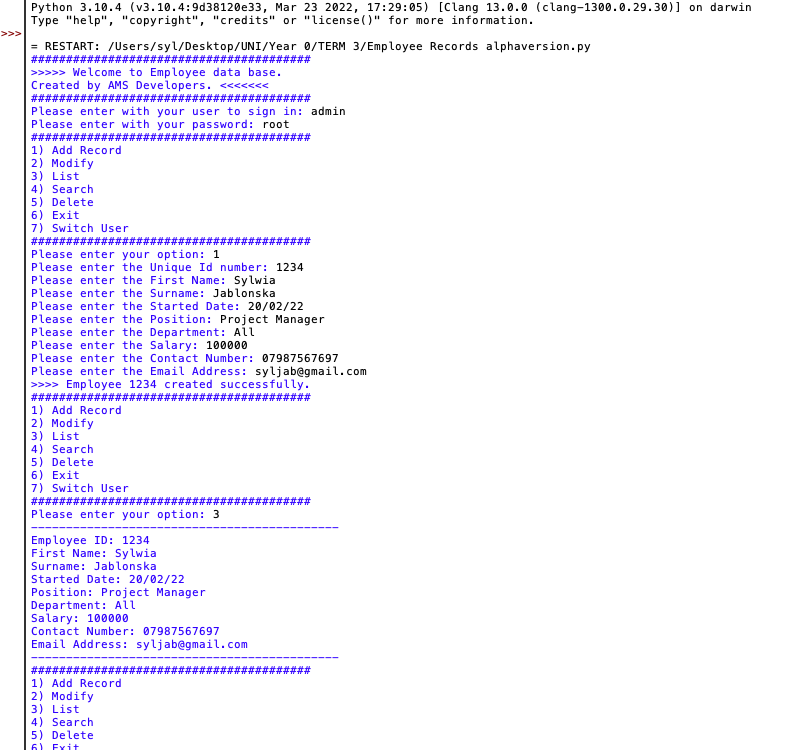 Python 3.10.4 (v3.10.4:9d38120e33, Mar 23 2022, 17:29:05) [Clang 13.0.0 (clang-1300.0.29.30)] on darwin
Type "help", "copyright", "credits" or "license()" for more information.
>>>
= RESTART: /Users/syl/Desktop/UNI/Year 0/TERM 3/Employee Records alphaversion.py
########################################
>>>>> Welcome to Employee data base.
Created by AMS Developers. <<<<<<<
########################################
Please enter with your user to sign in: admin
Please enter with your password: root
########################################
1) Add Record
2) Modify
3) List
4) Search
5) Delete
6) Exit
7) Switch User
########################################
Please enter your option: 1
Please enter the Unique Id number: 1234
Please enter the First Name: Sylwia
Please enter the Surname: Jablonska
Please enter the Started Date: 20/02/22
Please enter the Position: Project Manager
Please enter the Department: All
Please enter the Salary: 100000
Please enter the Contact Number: 07987567697
Please enter the Email Address: syljab@gmail.com
>>>> Employee 1234 created successfully.
########################################
1) Add Record
2) Modify
3) List
4) Search
5) Delete
6) Exit
7) Switch User
########################################
Please enter your option: 3
--------------------------------------------
Employee ID: 1234
First Name: Sylwia
Surname: Jablonska
Started Date: 20/02/22
Position: Project Manager
Department: All
Salary: 100000
Contact Number: 07987567697
Email Address: syljab@gmail.com
--------------------------------------------
########################################
1) Add Record
2) Modify
3) List
4) Search
5) Delete
6) Exit